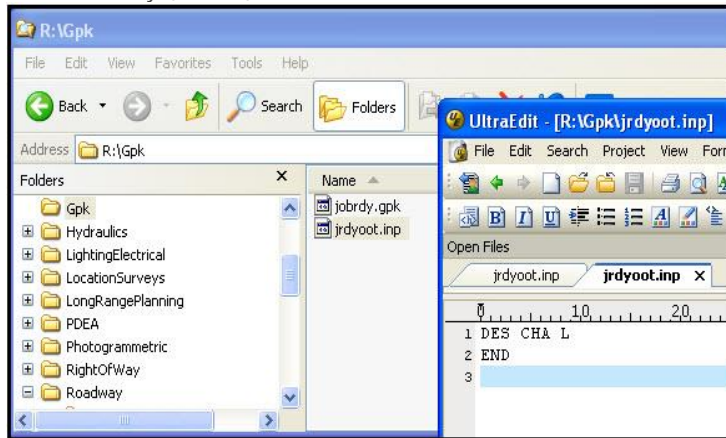 R:\Gpk
File Edit View Favorites Tools Help
Back Search Folders
Address R:\Gpk
Folders X
Gpk
Hydraulics
LightingElectrical
LocationSurveys
LongRangePlanning
PDEA
Photogrammetric
RightOfWay
Roadway
Name
jobrdy.gpk
jrdyoot.inp
UltraEdit - [R:\Gpk\jrdyoot.inp]
File Edit Search Project View
B I U A
Open Files
jrdyoot.inp jrdyoot.inp X
0 10 20
1 DES CHA L
2 END
3